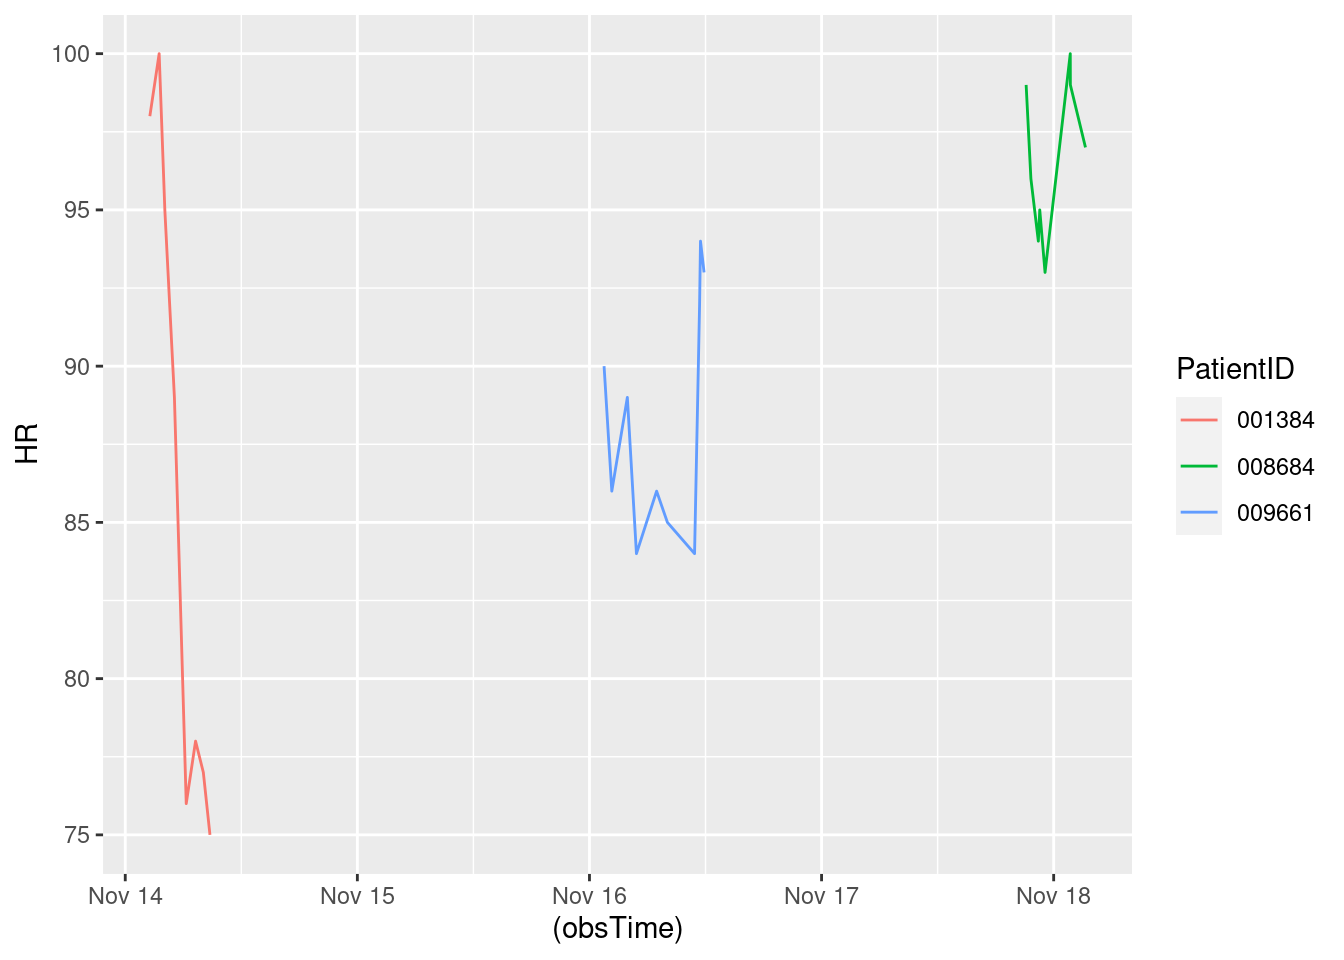 100
95
90
85
80
75
HR
Nov 14
Nov 15
Nov 16
Nov 17
Nov 18
(obsTime)
PatientID
001384
008684
009661